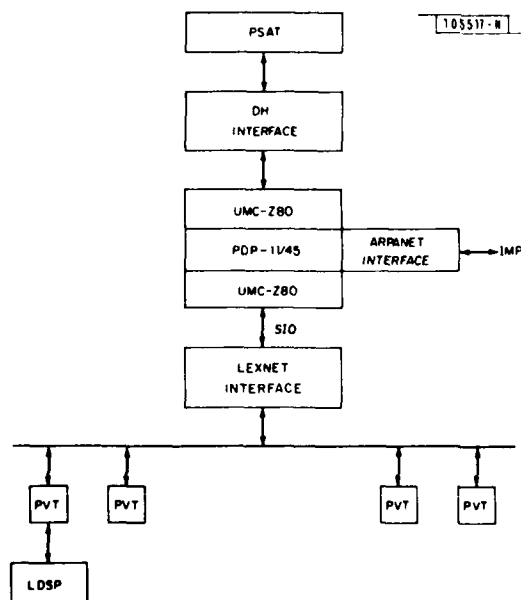 105517-N
PSAT
DH
INTERFACE
UMC-Z80
PDP-11/45
ARPANET
INTERFACE
IMP
UMC-Z80
SIO
LEXNET
INTERFACE
PVT
PVT
PVT
PVT
LDSP